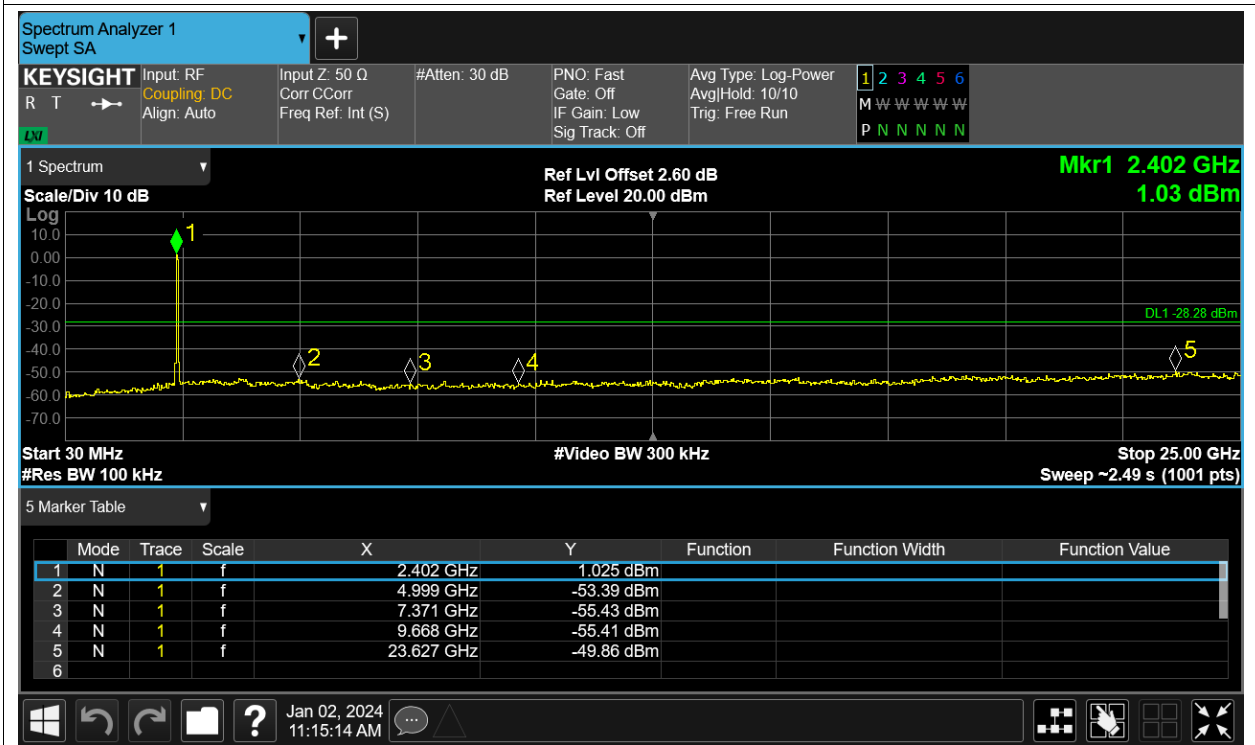 Spectrum Analyzer 1
Swept SA
KEYSIGHT
R T
LXI
Input: RF
Coupling: DC
Align: Auto
Input Z: 50 Ω
Corr CCorr
Freq Ref: Int (S)
#Atten: 30 dB
PNO: Fast
Gate: Off
IF Gain: Low
Sig Track: Off
Avg Type: Log-Power
Avg|Hold: 10/10
Trig: Free Run
1 2 3 4 5 6
M W W W W W
P N N N N N
1 Spectrum
Scale/Div 10 dB
Ref Lvl Offset 2.60 dB
Ref Level 20.00 dBm
Mkr1 2.402 GHz
1.03 dBm
Log
10.0
0.00
-10.0
-20.0
-30.0
-40.0
-50.0
-60.0
-70.0
1
2
3
4
5
DL1 -28.28 dBm
Start 30 MHz
#Video BW 300 kHz
Stop 25.00 GHz
#Res BW 100 kHz
Sweep ~2.49 s (1001 pts)
5 Marker Table
Mode Trace Scale X Y Function Function Width Function Value
1 N 1 f 2.402 GHz 1.025 dBm
2 N 1 f 4.999 GHz -53.39 dBm
3 N 1 f 7.371 GHz -55.43 dBm
4 N 1 f 9.668 GHz -55.41 dBm
5 N 1 f 23.627 GHz -49.86 dBm
6
?
Jan 02, 2024
11:15:14 AM